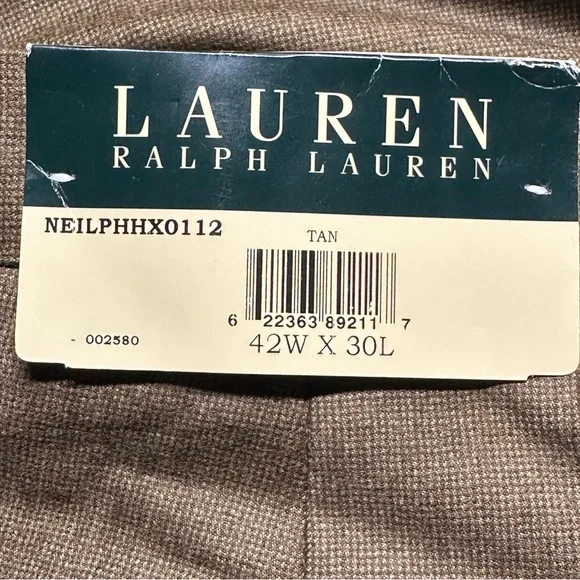 LAUREN
RALPH LAUREN
NEILPHHX0112
TAN
6 22363 89211 7
- 002580
42W X 30L